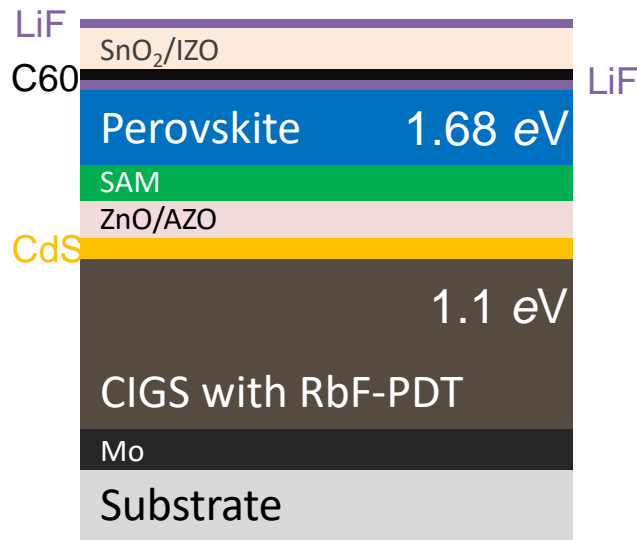 LiF
SnO₂/IZO
C60
LiF
Perovskite 1.68 eV
SAM
ZnO/AZO
CdS
1.1 eV
CIGS with RbF-PDT
Mo
Substrate